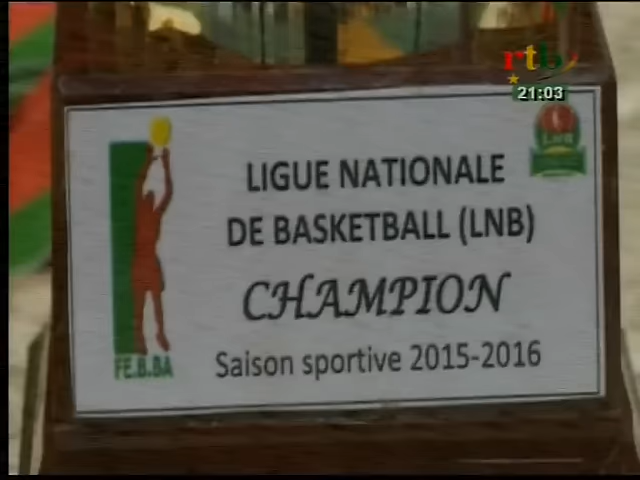 rtb
21:03
LIGUE NATIONALE
DE BASKETBALL (LNB)
CHAMPION
Saison sportive 2015-2016
FE.B.BA